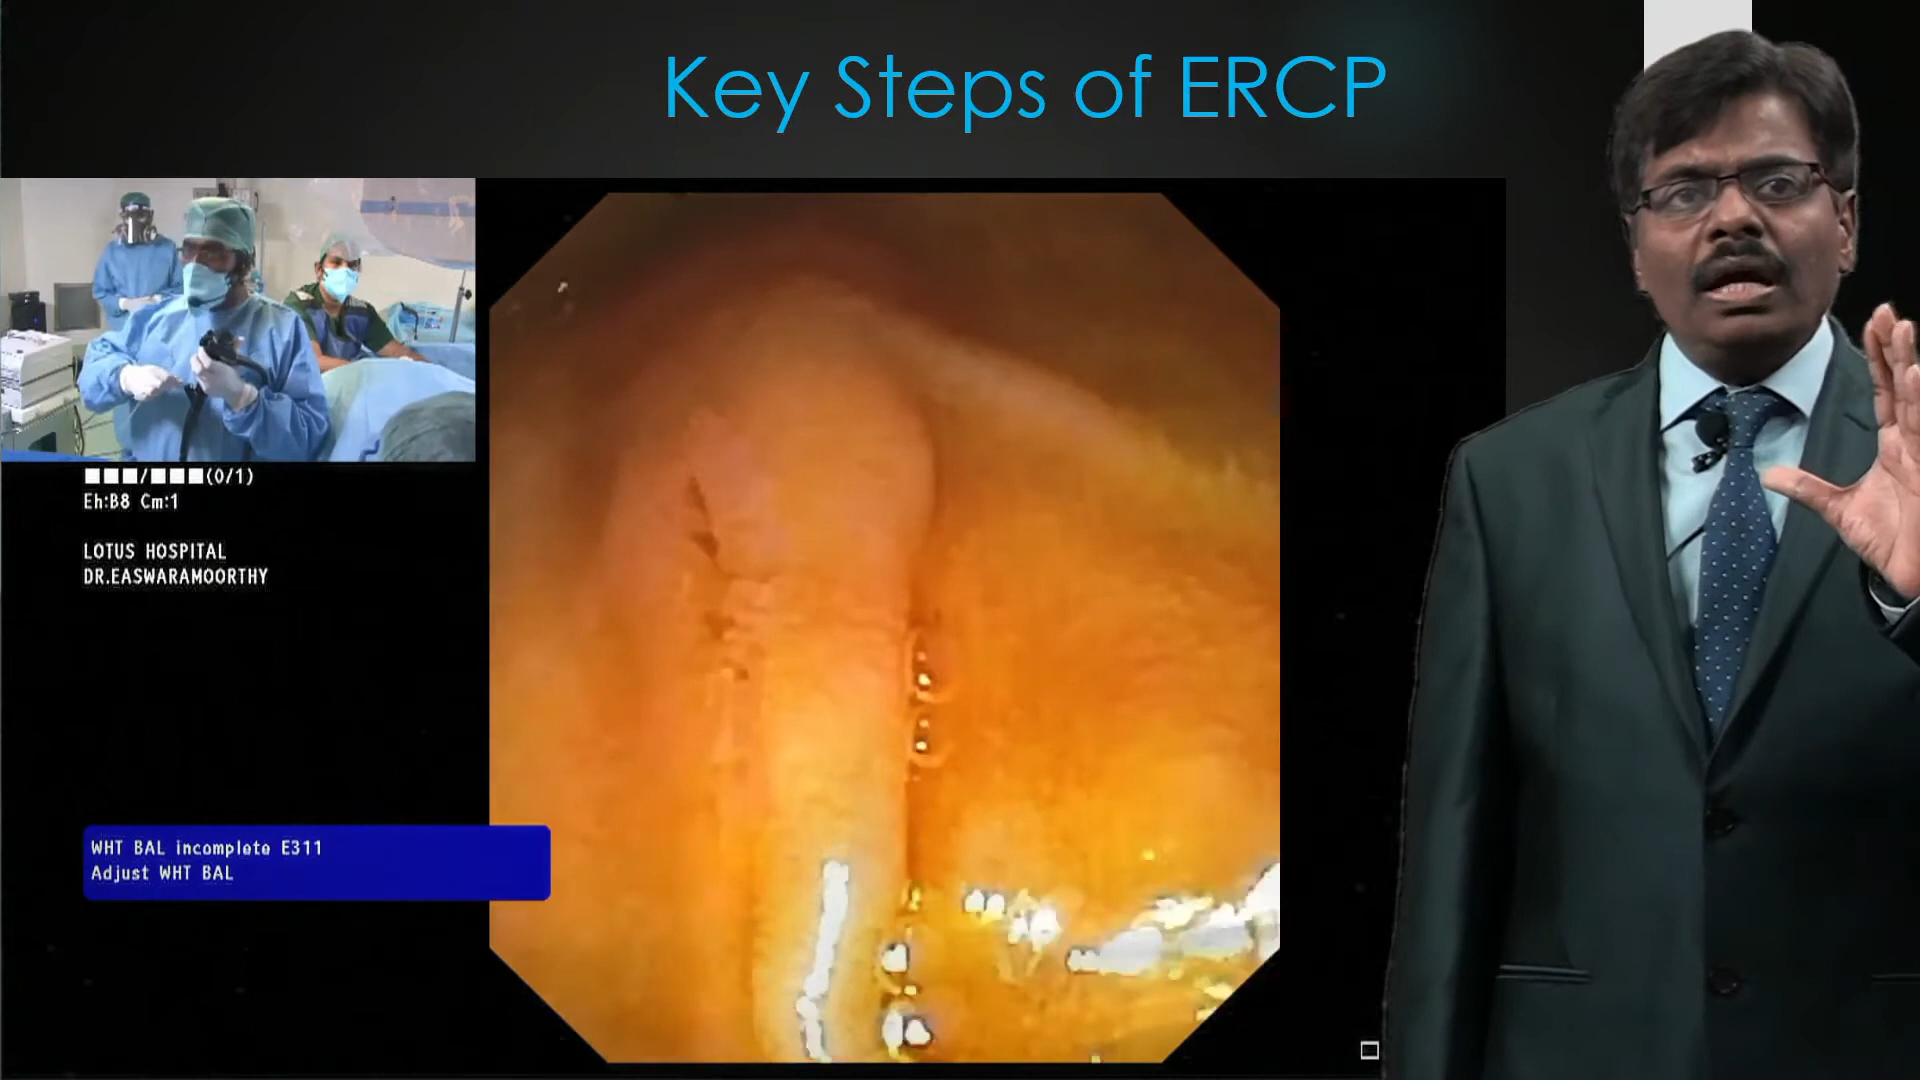 Key Steps of ERCP
■■■/■■■(0/1)
Eh:B8 Cm:1
LOTUS HOSPITAL
DR.EASWARAMOORTHY
WHT BAL incomplete E311
Adjust WHT BAL